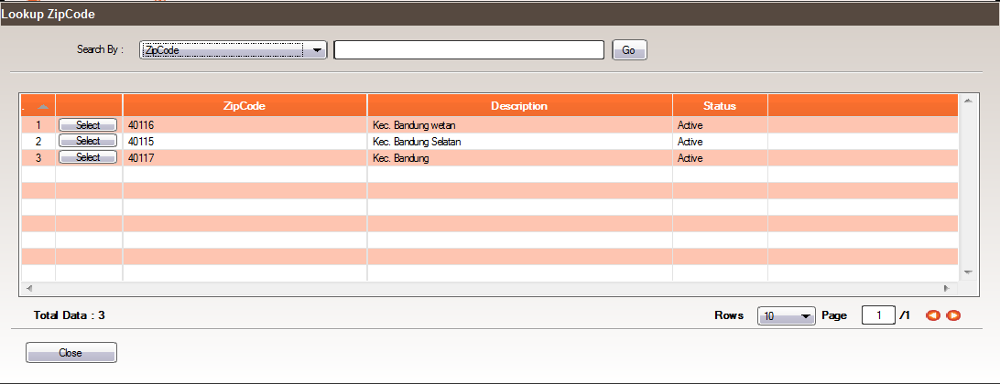 Lookup ZipCode
Search By : ZipCode Go
. ZipCode Description Status
1 Select 40116 Kec. Bandung wetan Active
2 Select 40115 Kec. Bandung Selatan Active
3 Select 40117 Kec. Bandung Active
Total Data : 3 Rows 10 Page 1 /1
Close